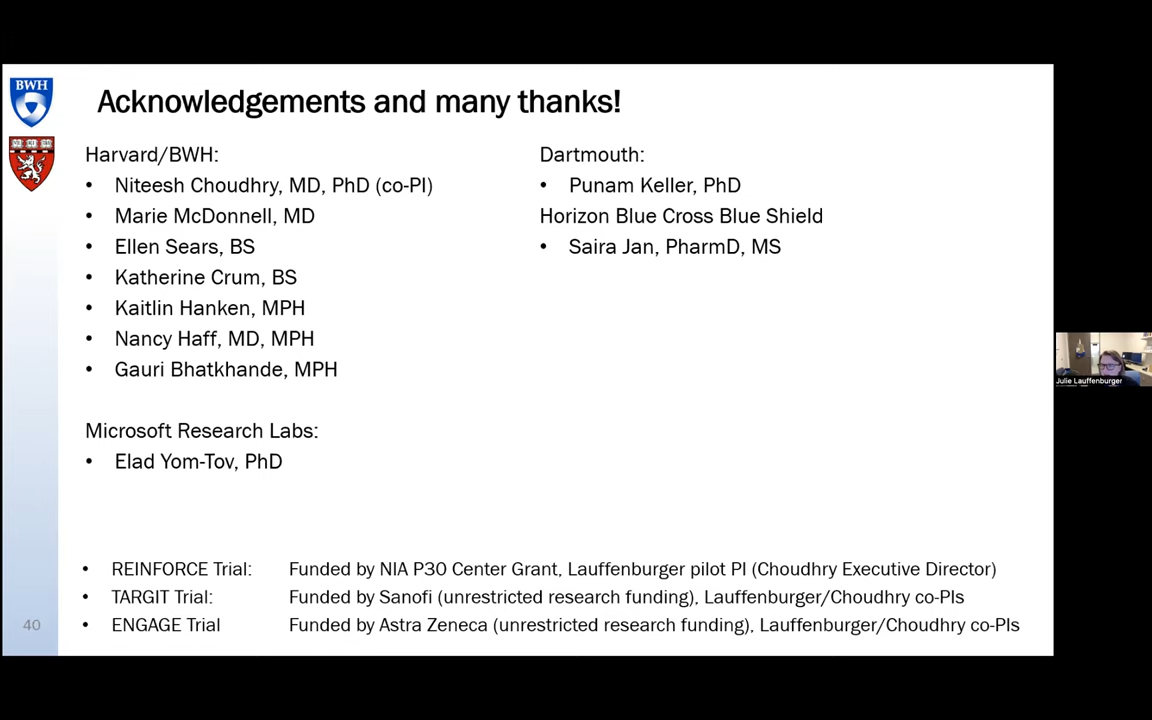 BWH
Acknowledgements and many thanks!
Harvard/BWH:
• Niteesh Choudhry, MD, PhD (co-PI)
• Marie McDonnell, MD
• Ellen Sears, BS
• Katherine Crum, BS
• Kaitlin Hanken, MPH
• Nancy Haff, MD, MPH
• Gauri Bhatkhande, MPH
Microsoft Research Labs:
• Elad Yom-Tov, PhD
Dartmouth:
• Punam Keller, PhD
Horizon Blue Cross Blue Shield
• Saira Jan, PharmD, MS
• REINFORCE Trial: Funded by NIA P30 Center Grant, Lauffenburger pilot PI (Choudhry Executive Director)
• TARGIT Trial: Funded by Sanofi (unrestricted research funding), Lauffenburger/Choudhry co-PIs
• ENGAGE Trial Funded by Astra Zeneca (unrestricted research funding), Lauffenburger/Choudhry co-PIs
40
Julie Lauffenburger